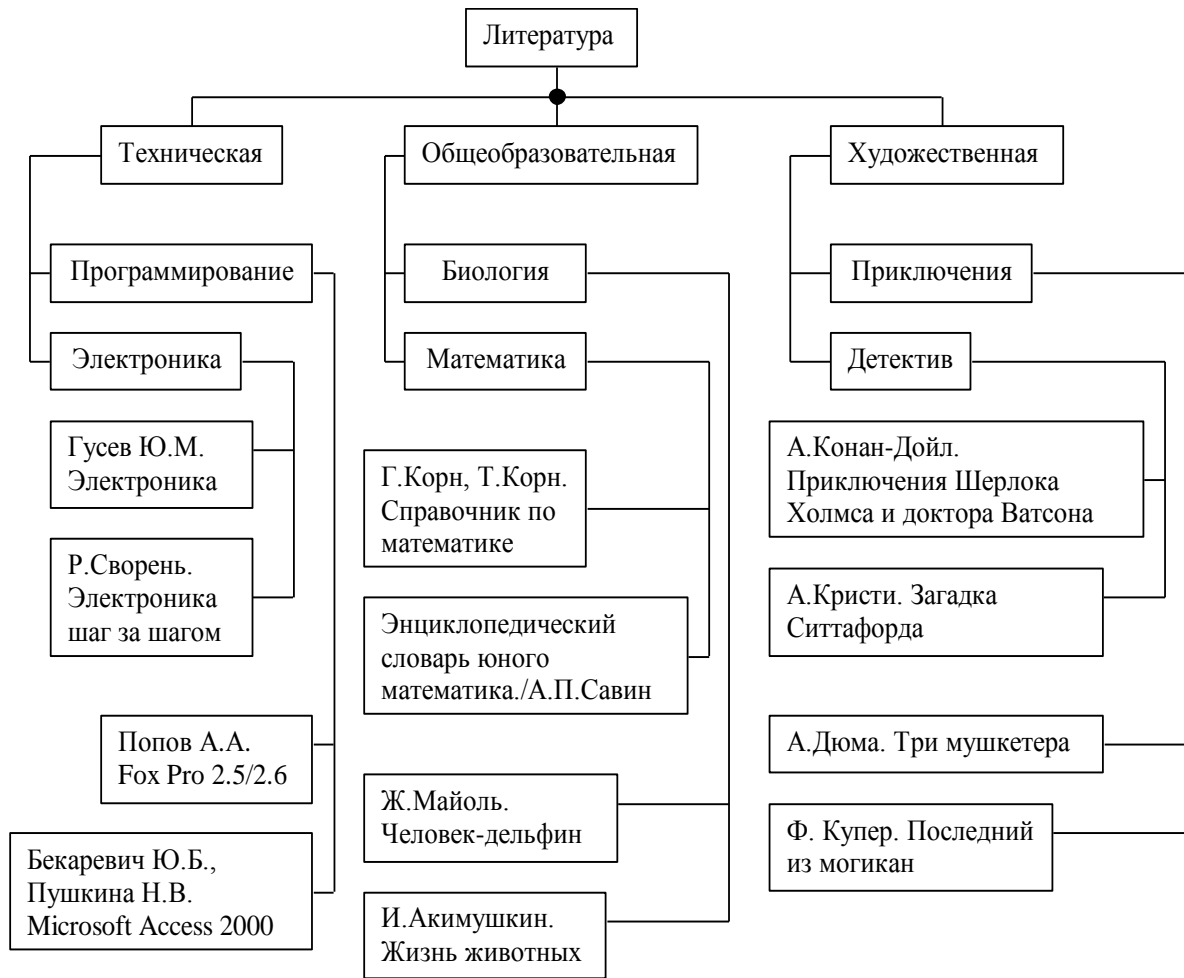 Литература
Техническая
Общеобразовательная
Художественная
Программирование
Биология
Приключения
Электроника
Математика
Детектив
Гусев Ю.М.
Электроника
Р.Сворень.
Электроника
шаг за шагом
Попов А.А.
Fox Pro 2.5/2.6
Бекаревич Ю.Б.,
Пушкина Н.В.
Microsoft Access 2000
Г.Корн, Т.Корн.
Справочник по
математике
Энциклопедический
словарь юного
математика./А.П.Савин
Ж.Майоль.
Человек-дельфин
И.Акимушкин.
Жизнь животных
А.Конан-Дойл.
Приключения Шерлока
Холмса и доктора Ватсона
А.Кристи. Загадка
Ситтафорда
А.Дюма. Три мушкетера
Ф. Купер. Последний
из могикан